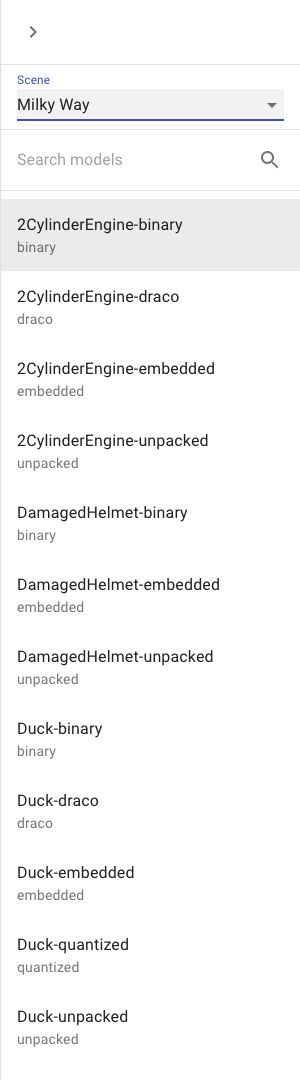 Scene
Milky Way
Search models
2CylinderEngine-binary
binary
2CylinderEngine-draco
draco
2CylinderEngine-embedded
embedded
2CylinderEngine-unpacked
unpacked
DamagedHelmet-binary
binary
DamagedHelmet-embedded
embedded
DamagedHelmet-unpacked
unpacked
Duck-binary
binary
Duck-draco
draco
Duck-embedded
embedded
Duck-quantized
quantized
Duck-unpacked
unpacked